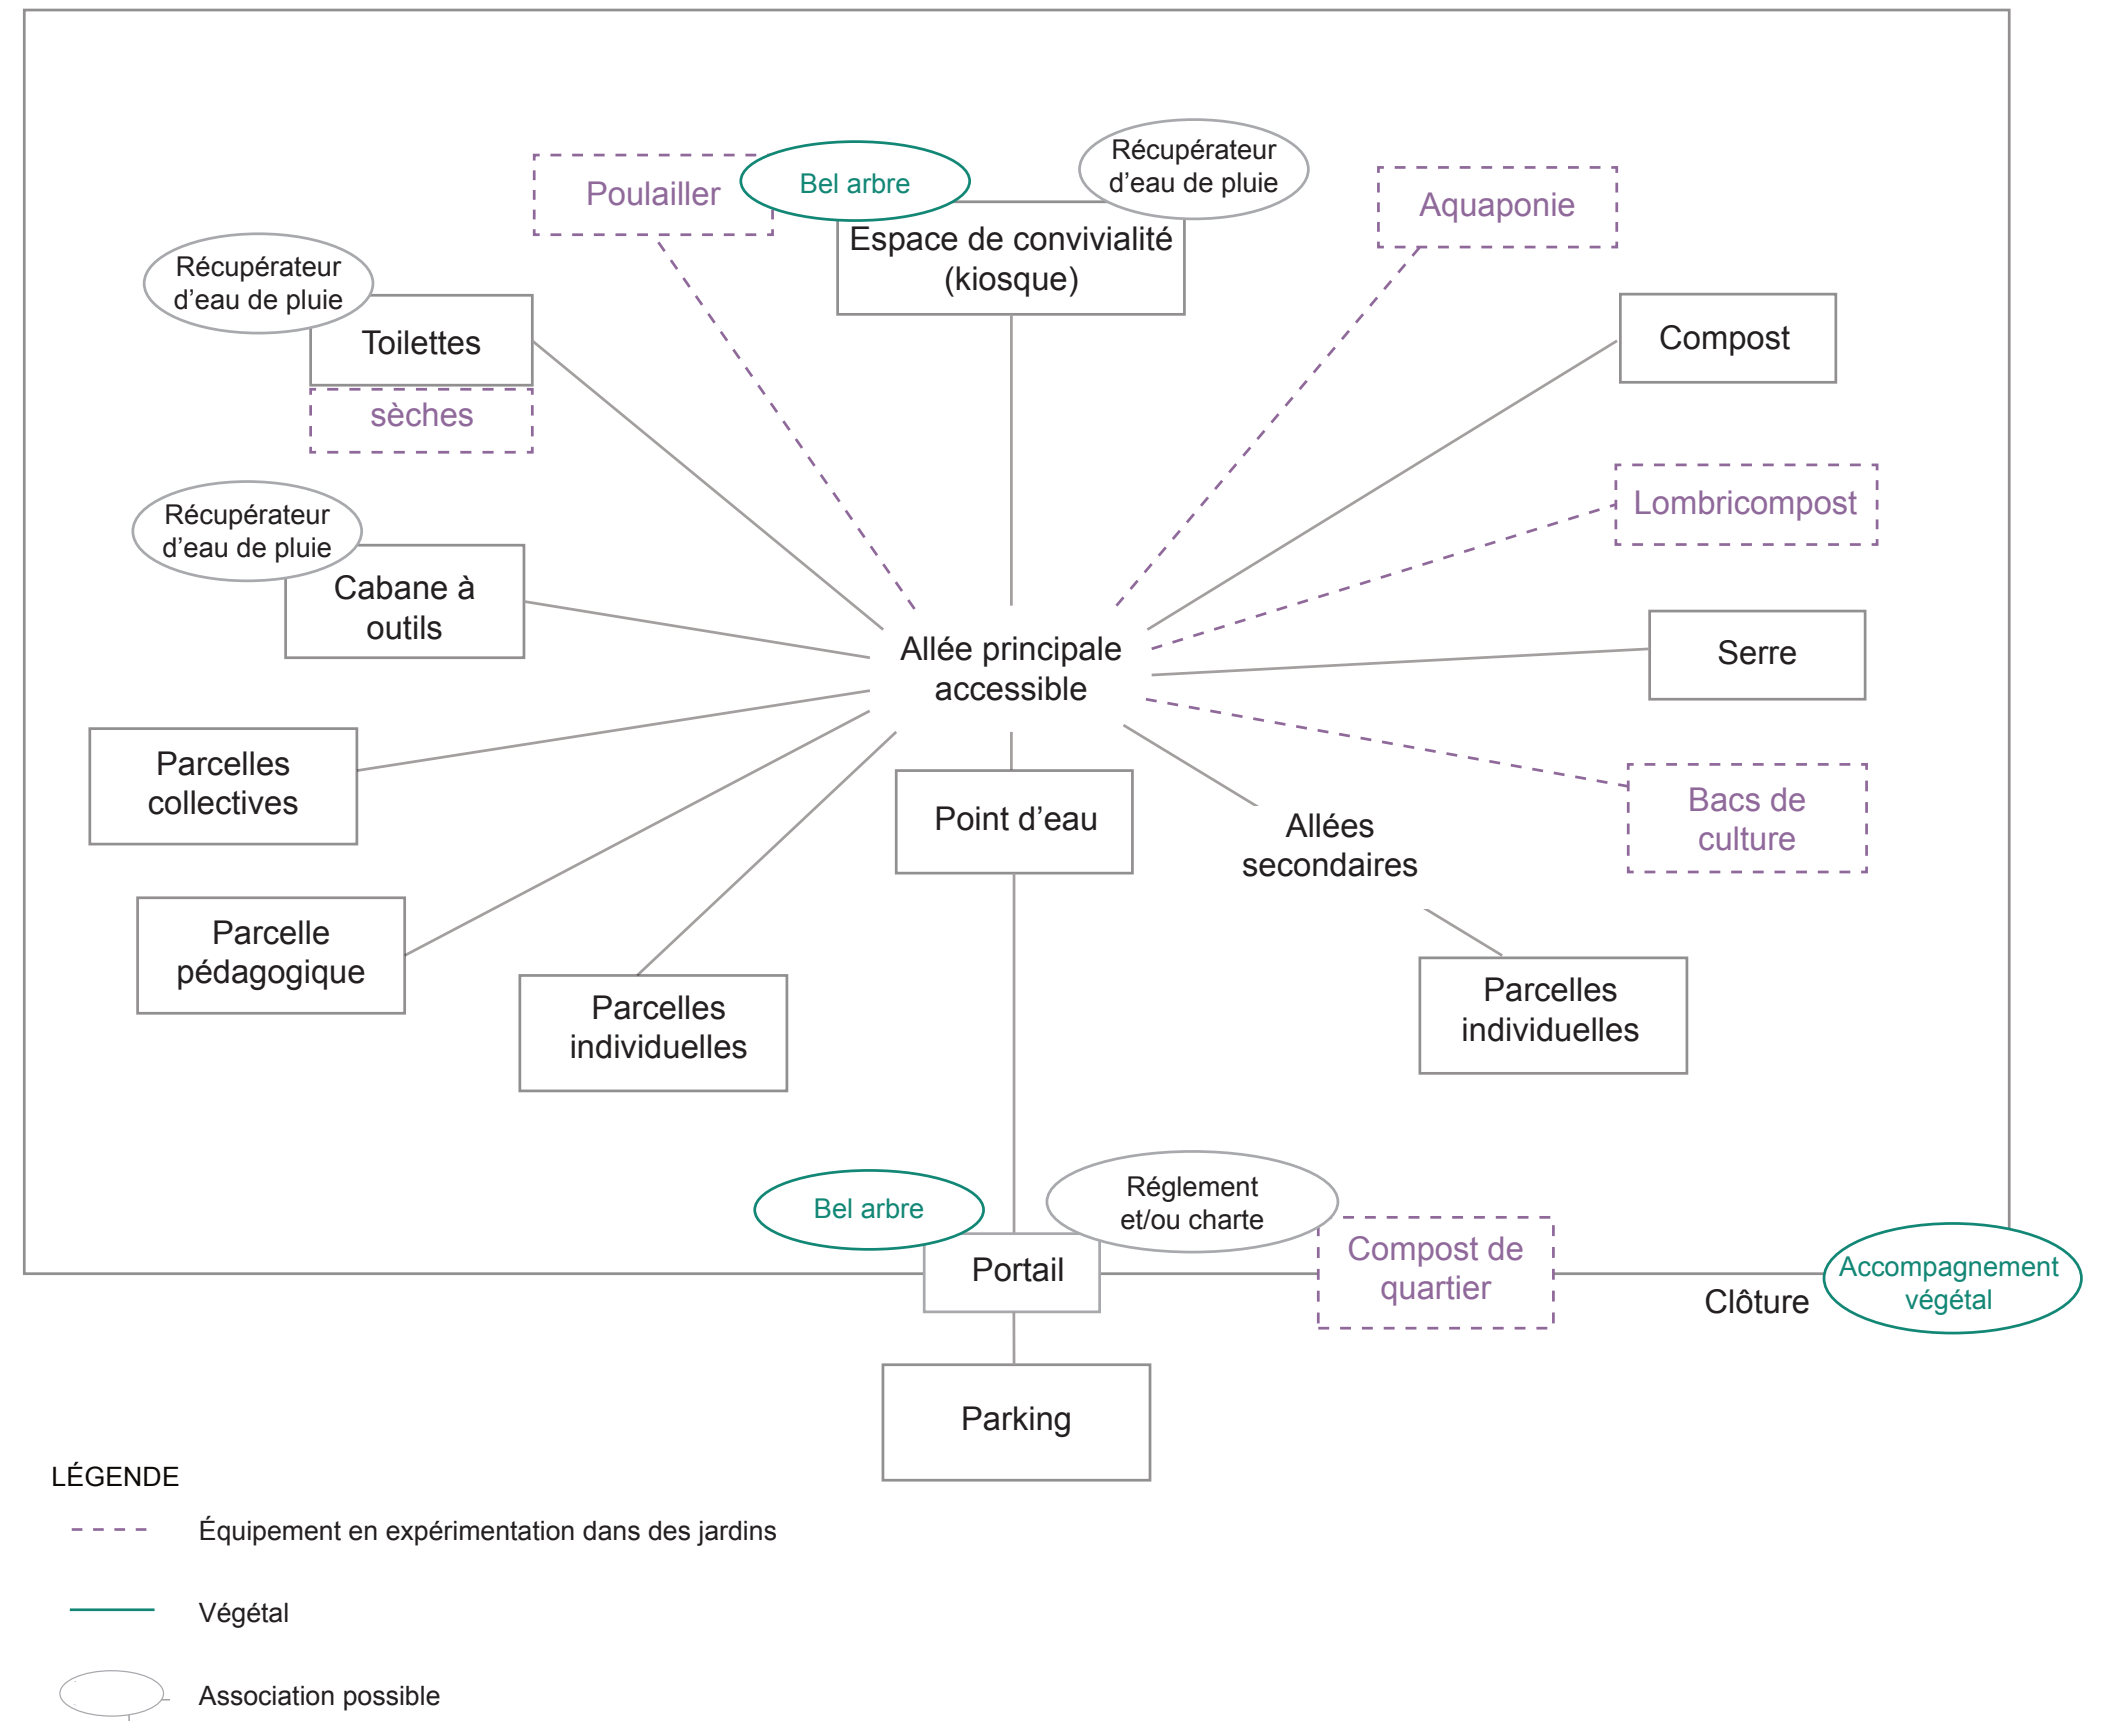 Récupérateur
d'eau de pluie
Poulailler
Bel arbre
Aquaponie
Espace de convivialité
(kiosque)
Récupérateur
d'eau de pluie
Toilettes
sèches
Compost
Récupérateur
d'eau de pluie
Cabane à
outils
Lombricompost
Allée principale
accessible
Serre
Parcelles
collectives
Point d'eau
Allées
secondaires
Bacs de
culture
Parcelle
pédagogique
Parcelles
individuelles
Parcelles
individuelles
Bel arbre
Réglement
et/ou charte
Portail
Compost de
quartier
Clôture
Accompagnement
végétal
Parking
LÉGENDE
Équipement en expérimentation dans des jardins
Végétal
Association possible